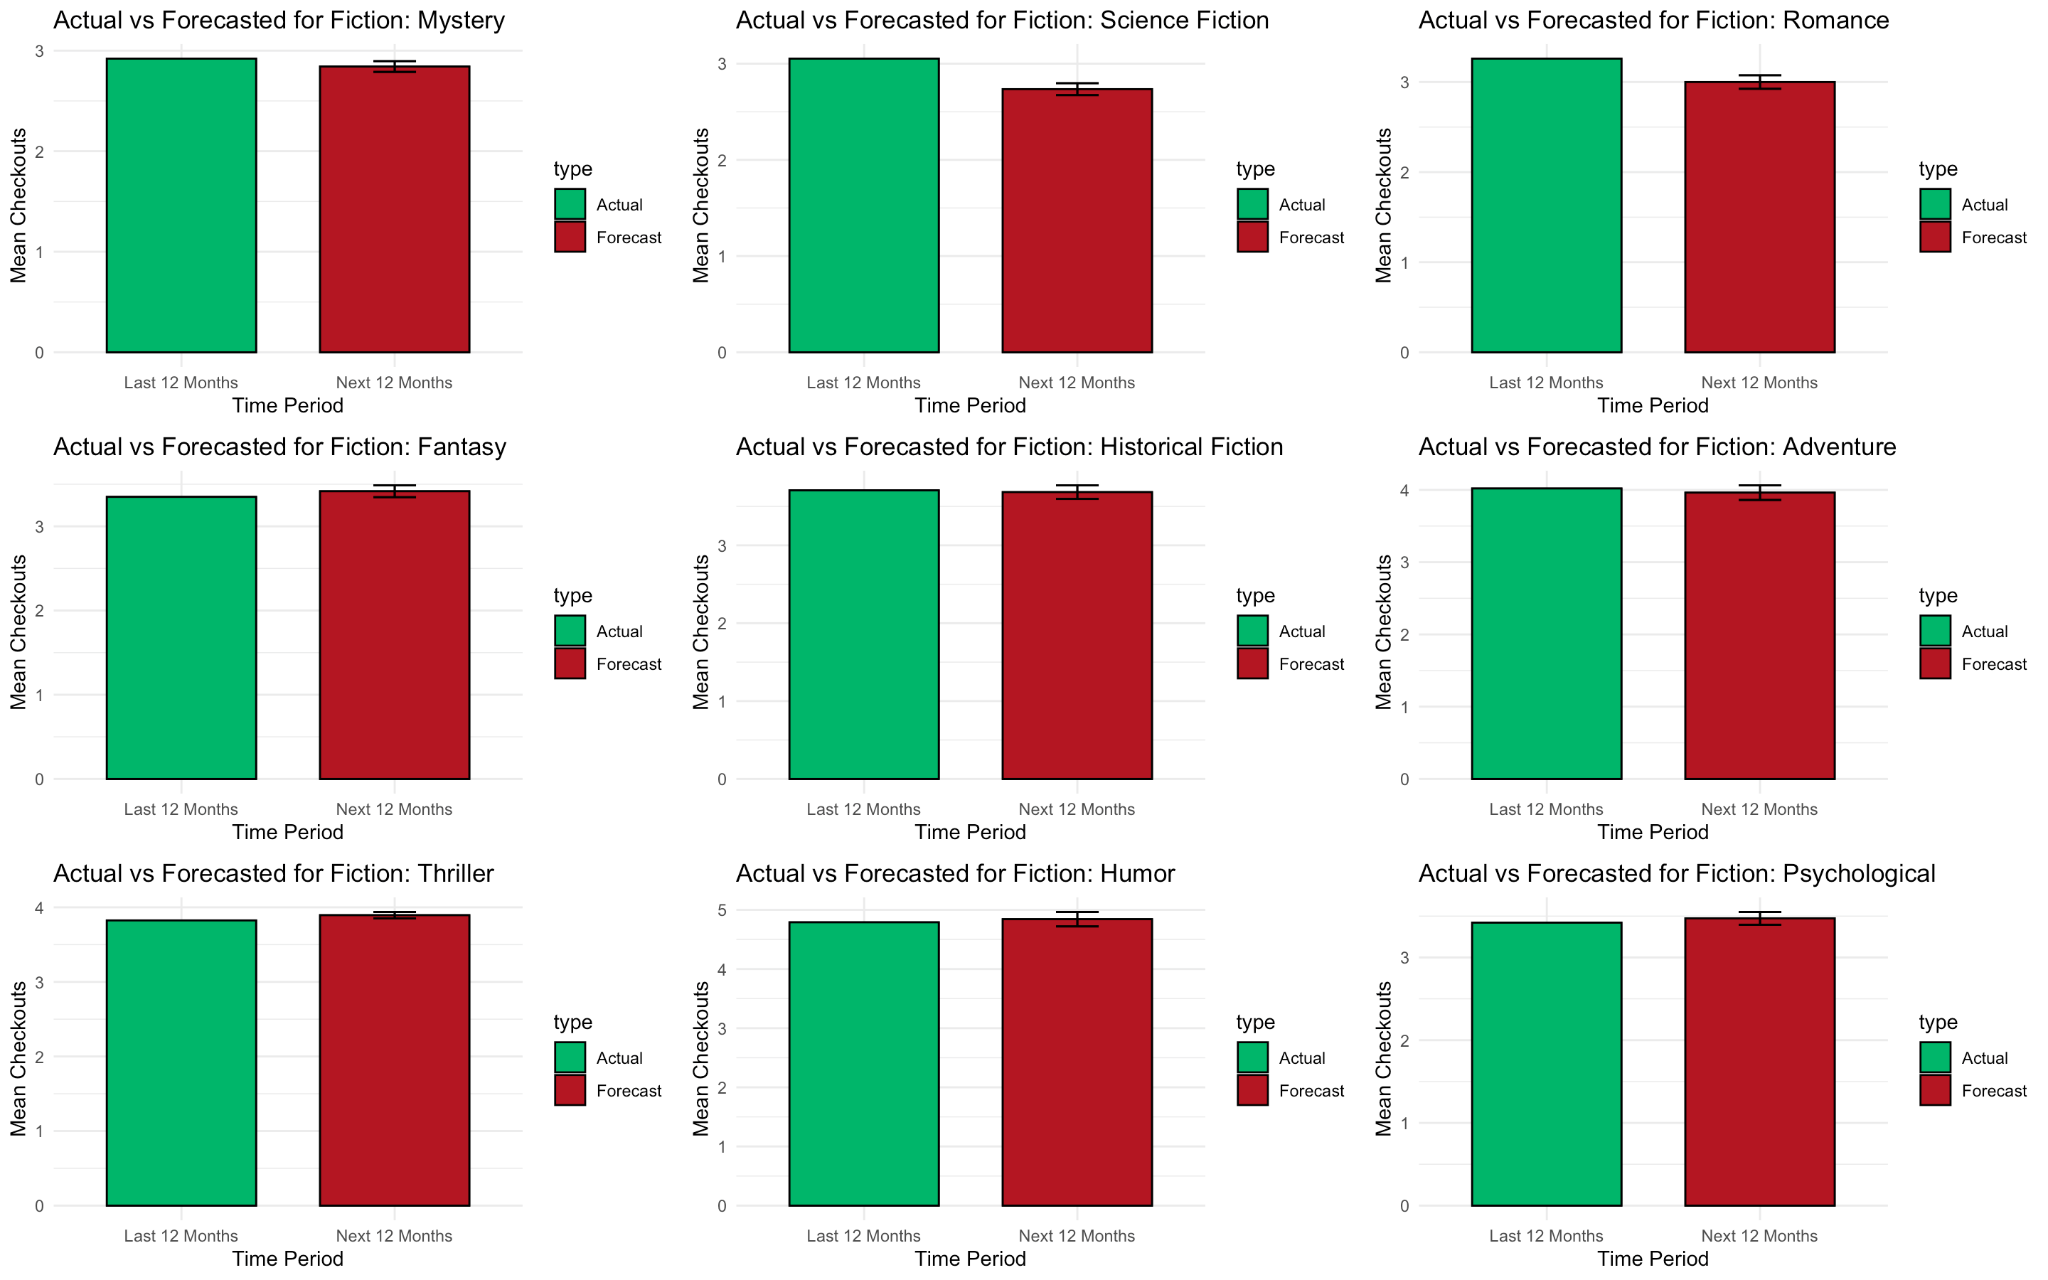 Actual vs Forecasted for Fiction: Mystery
3
2
1
0
Mean Checkouts
Last 12 Months
Next 12 Months
Time Period
type
Actual
Forecast
Actual vs Forecasted for Fiction: Science Fiction
3
2
1
0
Mean Checkouts
Last 12 Months
Next 12 Months
Time Period
type
Actual
Forecast
Actual vs Forecasted for Fiction: Romance
3
2
1
0
Mean Checkouts
Last 12 Months
Next 12 Months
Time Period
type
Actual
Forecast
Actual vs Forecasted for Fiction: Fantasy
3
2
1
0
Mean Checkouts
Last 12 Months
Next 12 Months
Time Period
type
Actual
Forecast
Actual vs Forecasted for Fiction: Historical Fiction
3
2
1
0
Mean Checkouts
Last 12 Months
Next 12 Months
Time Period
type
Actual
Forecast
Actual vs Forecasted for Fiction: Adventure
4
3
2
1
0
Mean Checkouts
Last 12 Months
Next 12 Months
Time Period
type
Actual
Forecast
Actual vs Forecasted for Fiction: Thriller
4
3
2
1
0
Mean Checkouts
Last 12 Months
Next 12 Months
Time Period
type
Actual
Forecast
Actual vs Forecasted for Fiction: Humor
5
4
3
2
1
0
Mean Checkouts
Last 12 Months
Next 12 Months
Time Period
type
Actual
Forecast
Actual vs Forecasted for Fiction: Psychological
3
2
1
0
Mean Checkouts
Last 12 Months
Next 12 Months
Time Period
type
Actual
Forecast